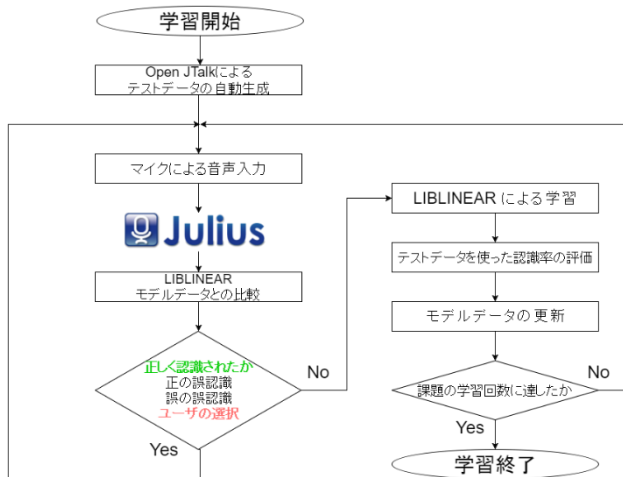 学習開始
Open JTalkによる
テストデータの自動生成
マイクによる音声入力
Julius
LIBLINEAR
モデルデータとの比較
正しく認識されたか
正の誤認識
誤の誤認識
ユーザの選択
No
Yes
LIBLINEAR による学習
テストデータを使った認識率の評価
モデルデータの更新
課題の学習回数に達したか
No
Yes
学習終了